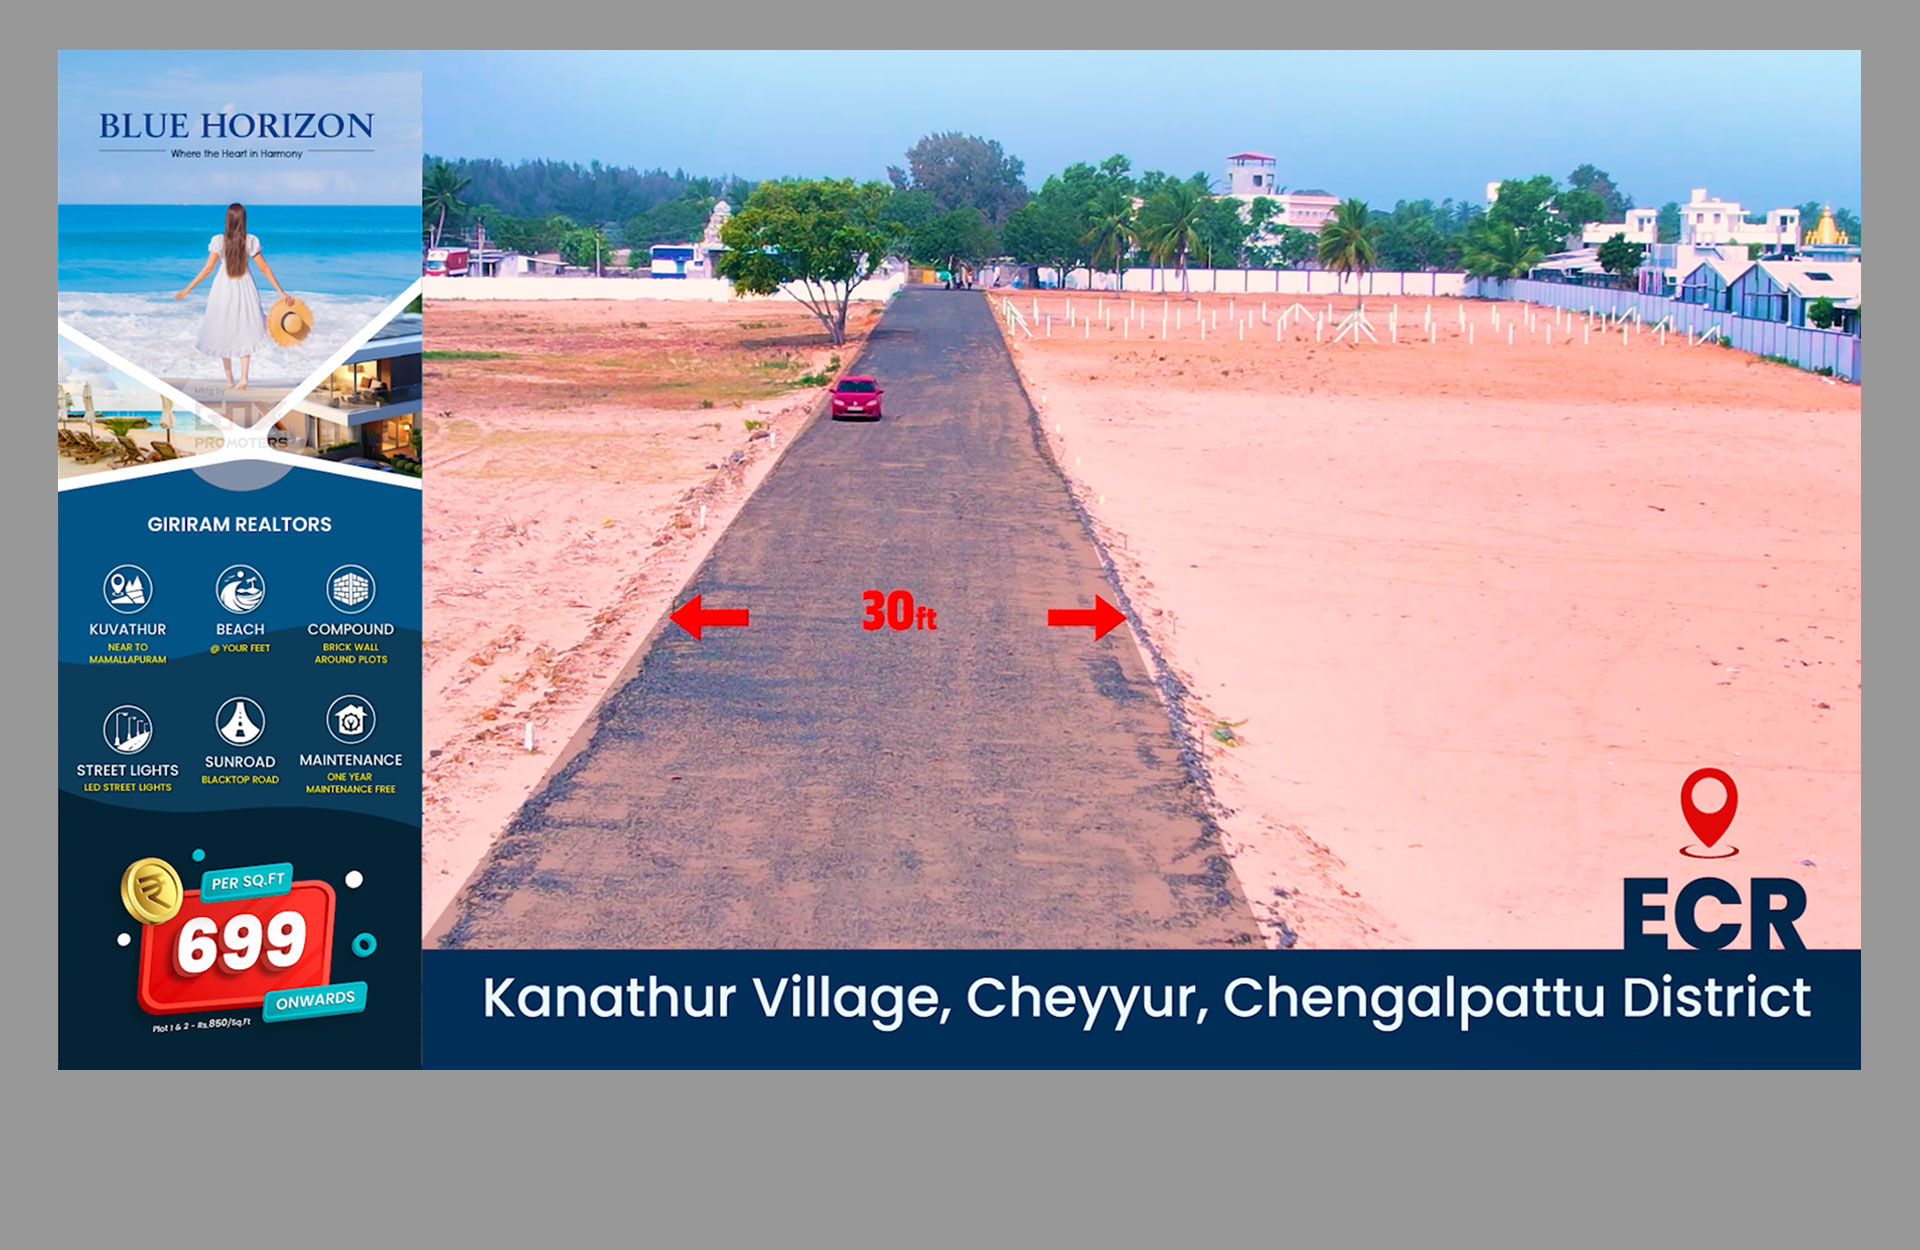 BLUE HORIZON
Where the Heart in Harmony
Mktg by
PROMOTERS
GIRIRAM REALTORS
KUVATHUR
NEAR TO
MAMALLAPURAM
BEACH
@ YOUR FEET
COMPOUND
BRICK WALL
AROUND PLOTS
STREET LIGHTS
LED STREET LIGHTS
SUNROAD
BLACKTOP ROAD
MAINTENANCE
ONE YEAR
MAINTENANCE FREE
PER SQ.FT
699
ONWARDS
Plot 1 & 2 - Rs.850/Sq.Ft
30ft
ECR
Kanathur Village, Cheyyur, Chengalpattu District